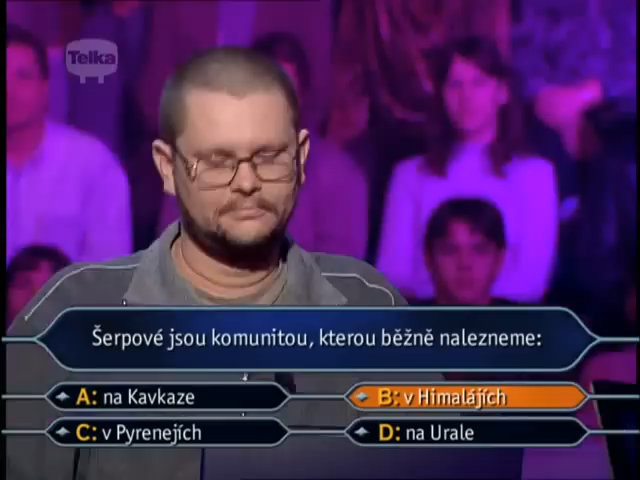 Telka
Šerpové jsou komunitou, kterou běžně nalezneme:
A: na Kavkaze
B: v Himalájích
C: v Pyrenejích
D: na Urale